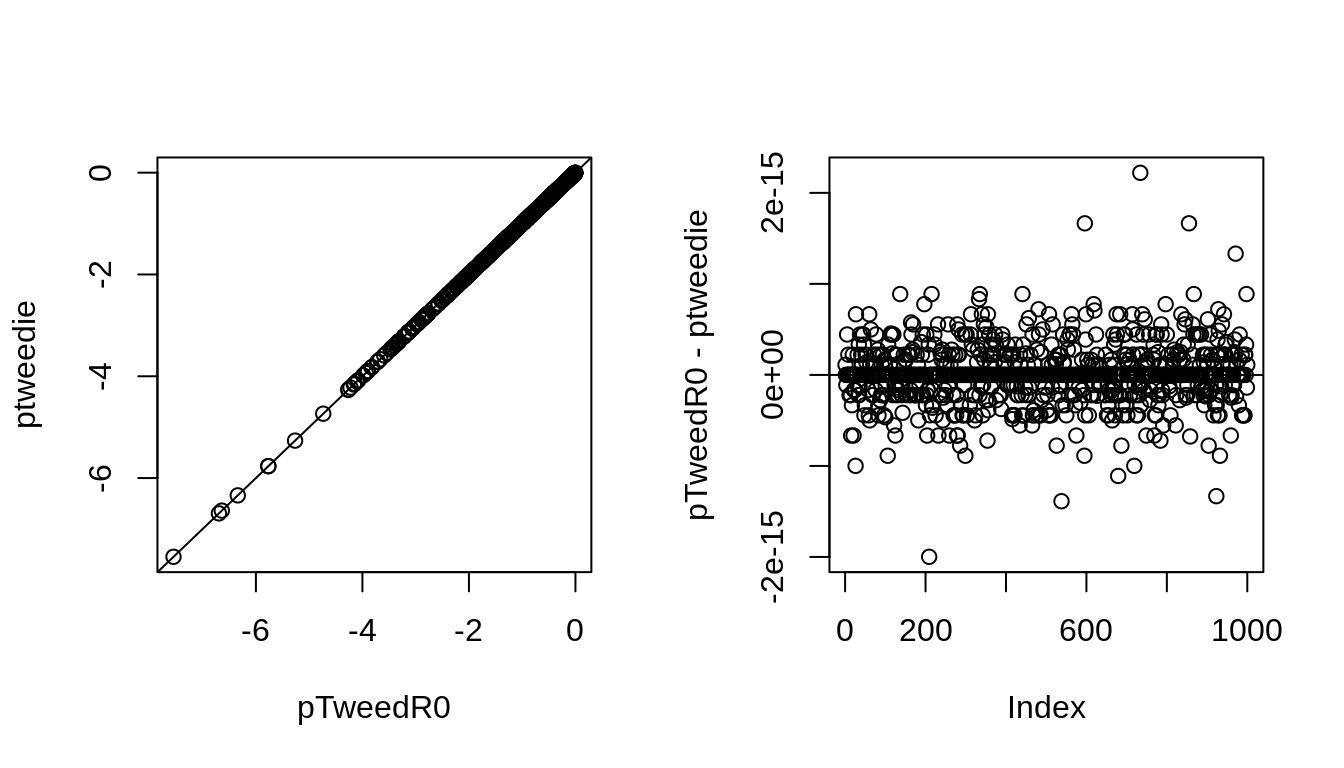 ptweedie
0
-2
-4
-6
-6 -4 -2 0
pTweedR0
pTweedR0 - ptweedie
2e-15
0e+00
-2e-15
0 200 600 1000
Index